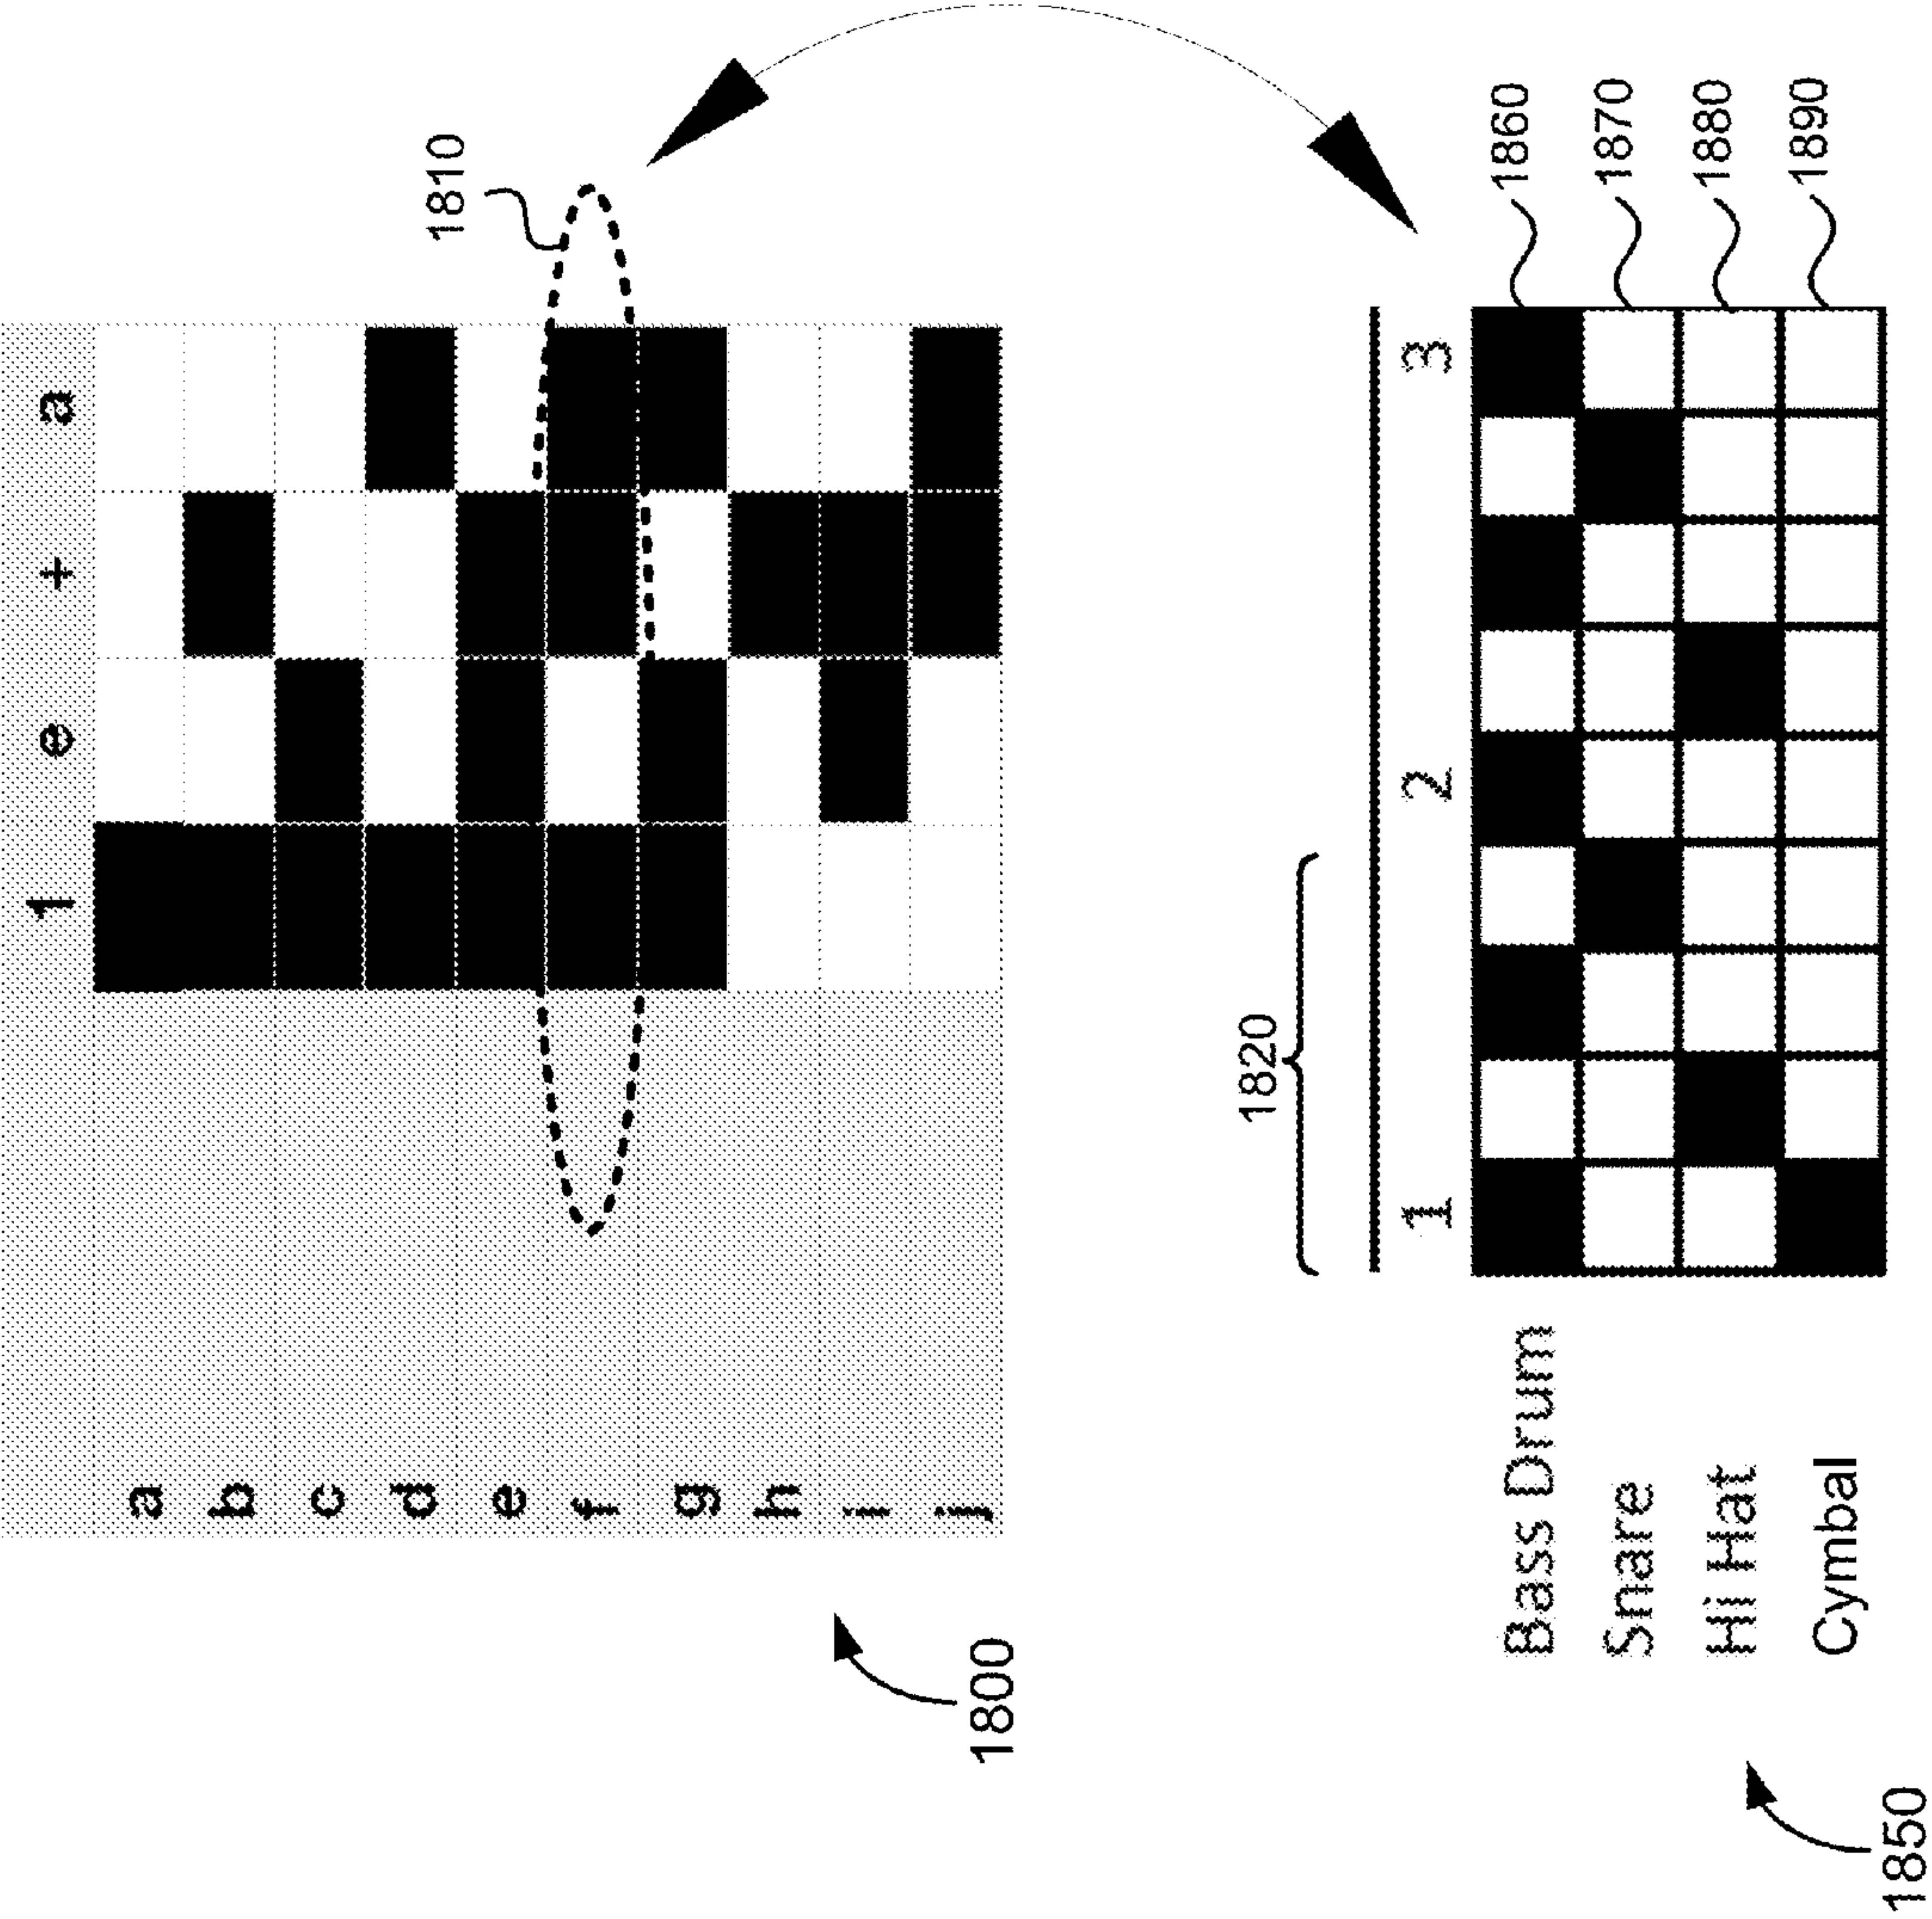 1 e + a
a
b
c
d
1810
e
f
g
h
i
j
1800
1820
1 2 3
Bass Drum 1860
Snare 1870
Hi Hat 1880
Cymbal 1890
1850